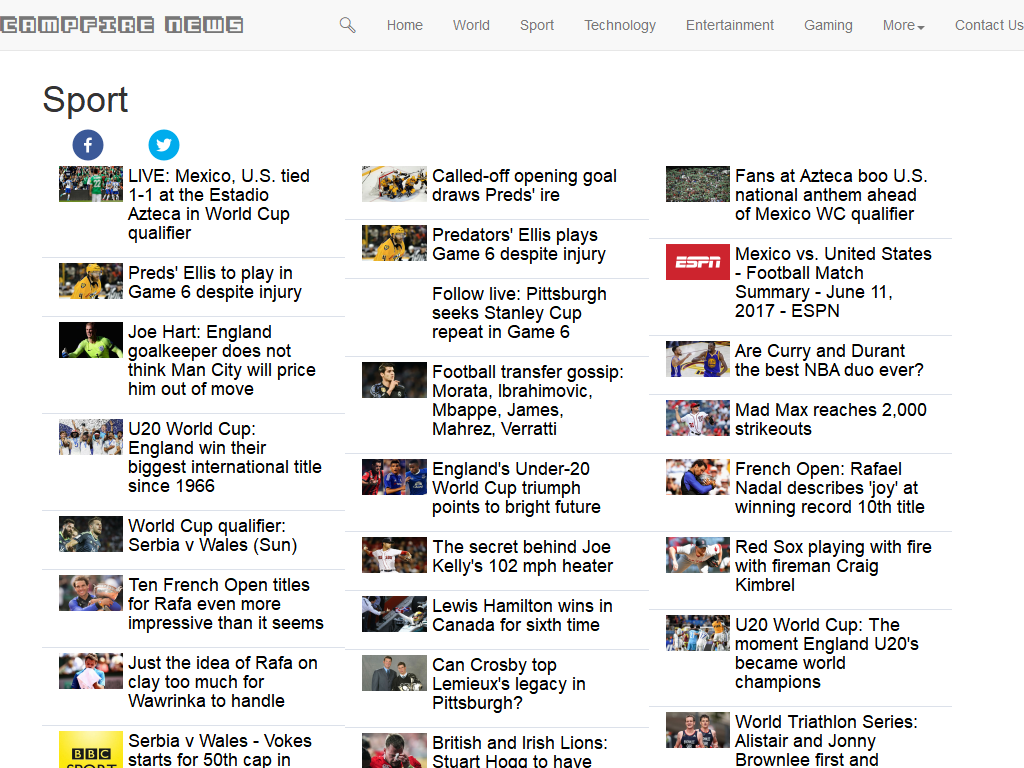 CAMPFIRE NEWS
Home World Sport Technology Entertainment Gaming More Contact Us
Sport
LIVE: Mexico, U.S. tied
1-1 at the Estadio
Azteca in World Cup
qualifier
Preds' Ellis to play in
Game 6 despite injury
Joe Hart: England
goalkeeper does not
think Man City will price
him out of move
U20 World Cup:
England win their
biggest international title
since 1966
World Cup qualifier:
Serbia v Wales (Sun)
Ten French Open titles
for Rafa even more
impressive than it seems
Just the idea of Rafa on
clay too much for
Wawrinka to handle
BBC
SPORT
Serbia v Wales - Vokes
starts for 50th cap in
Called-off opening goal
draws Preds' ire
Predators' Ellis plays
Game 6 despite injury
Follow live: Pittsburgh
seeks Stanley Cup
repeat in Game 6
Football transfer gossip:
Morata, Ibrahimovic,
Mbappe, James,
Mahrez, Verratti
England's Under-20
World Cup triumph
points to bright future
The secret behind Joe
Kelly's 102 mph heater
Lewis Hamilton wins in
Canada for sixth time
Can Crosby top
Lemieux's legacy in
Pittsburgh?
British and Irish Lions:
Stuart Hogg to have
Fans at Azteca boo U.S.
national anthem ahead
of Mexico WC qualifier
ESPN
Mexico vs. United States
- Football Match
Summary - June 11,
2017 - ESPN
Are Curry and Durant
the best NBA duo ever?
Mad Max reaches 2,000
strikeouts
French Open: Rafael
Nadal describes 'joy' at
winning record 10th title
Red Sox playing with fire
with fireman Craig
Kimbrel
U20 World Cup: The
moment England U20's
became world
champions
World Triathlon Series:
Alistair and Jonny
Brownlee first and